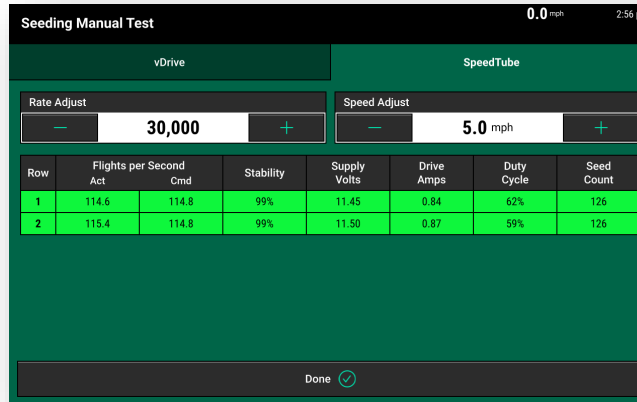 Seeding Manual Test
0.0 mph
2:56
vDrive
SpeedTube
Rate Adjust
Speed Adjust
— 30,000 +
— 5.0 mph +
Row Flights per Second Act Cmd Stability Supply Volts Drive Amps Duty Cycle Seed Count
1 114.6 114.8 99% 11.45 0.84 62% 126
2 115.4 114.8 99% 11.50 0.87 59% 126
Done